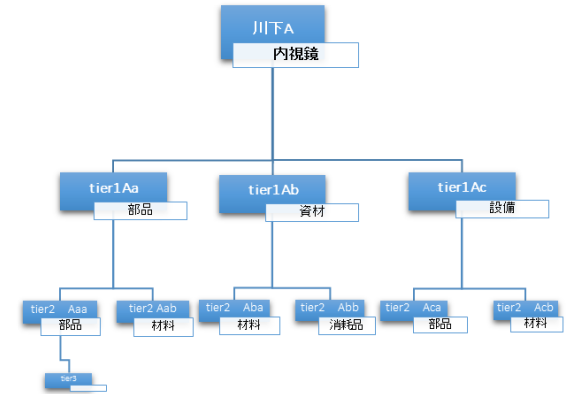 川下A
内視鏡
tier1Aa
部品
tier1Ab
資材
tier1Ac
設備
tier2 Aaa
部品
tier2 Aab
材料
tier2 Aba
材料
tier2 Abb
消耗品
tier2 Aca
部品
tier2 Acb
材料
tier3